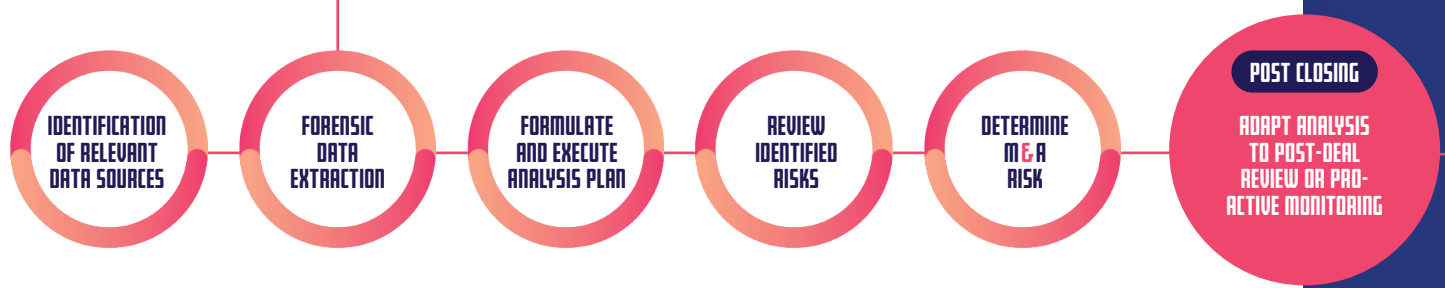 IDENTIFICATION
OF RELEVANT
DATA SOURCES
FORENSIC
DATA
EXTRACTION
FORMULATE
AND EXECUTE
ANALYSIS PLAN
REVIEW
IDENTIFIED
RISKS
DETERMINE
M & A
RISK
POST CLOSING
ADAPT ANALYSIS
TO POST-DEAL
REVIEW OR PRO-
ACTIVE MONITORING